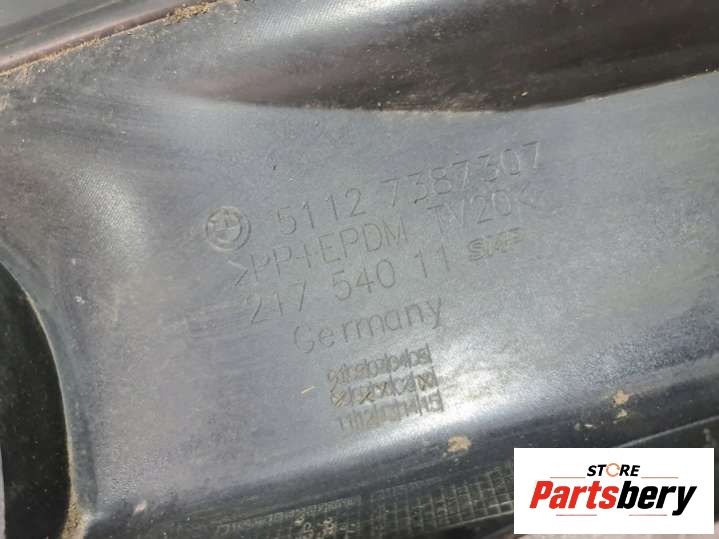 5112 7387307
>PP+EPDM TV20<
217 540 11 SMP
Germany
STORE
Partsbery